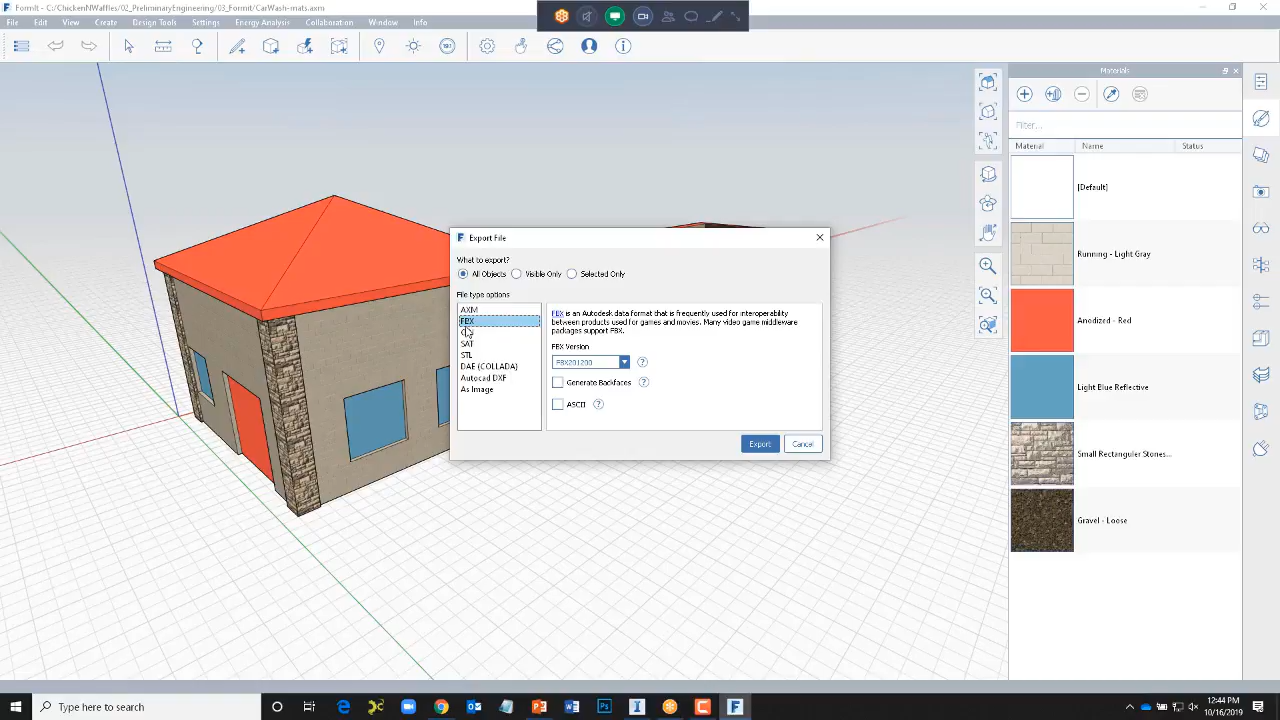 FormIt - C:/ChickenNWaffles/02_PreliminaryEngineering/03_FormIt/CarWash-mats.axm
File Edit View Create Design Tools Settings Energy Analysis Collaboration Window Info
Materials
Filter...
Material Name Status
[Default]
Running - Light Gray
Anodized - Red
Light Blue Reflective
Small Rectangular Stones...
Gravel - Loose
Export File
What to export?
All Objects Visible Only Selected Only
File type options
AXM
FBX
SAT
STL
DAE (COLLADA)
Autocad DXF
As Image
FBX is an Autodesk data format that is frequently used for interoperability
between products used for games and movies. Many video game middleware
packages support FBX.
FBX Version
FBX201200
Generate Backfaces
ASCII
Export Cancel
Type here to search
12:44 PM
10/16/2019